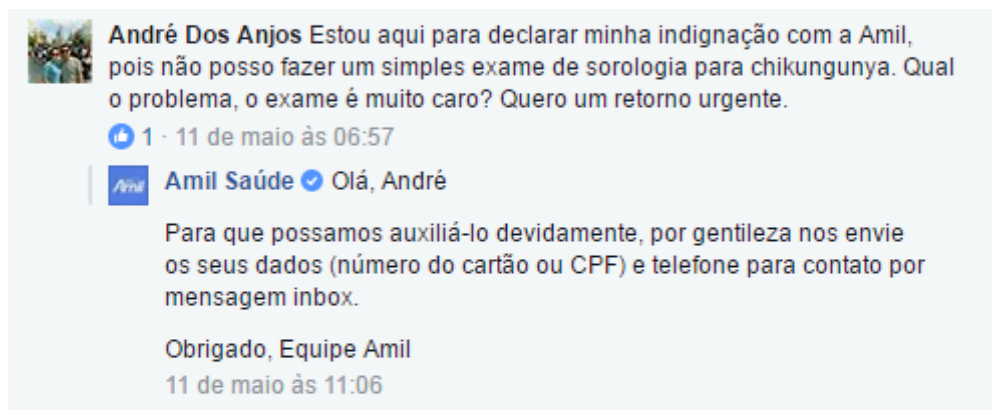 André Dos Anjos Estou aqui para declarar minha indignação com a Amil,
pois não posso fazer um simples exame de sorologia para chikungunya. Qual
o problema, o exame é muito caro? Quero um retorno urgente.
1 · 11 de maio às 06:57
Amil Amil Saúde Olá, André
Para que possamos auxiliá-lo devidamente, por gentileza nos envie
os seus dados (número do cartão ou CPF) e telefone para contato por
mensagem inbox.
Obrigado, Equipe Amil
11 de maio às 11:06